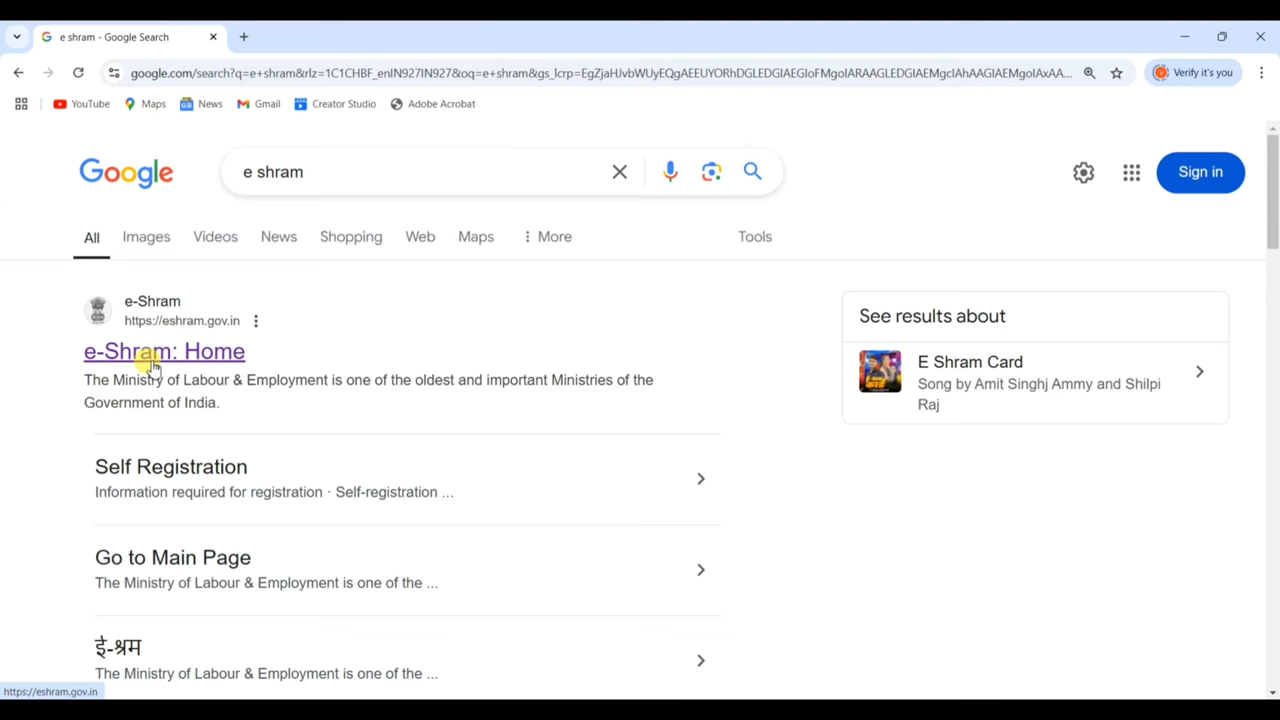 e shram - Google Search
google.com/search?q=e+shram&rlz=1C1CHBF_enIN927IN927&oq=e+shram&gs_lcrp=EgZjaHJvbWUyEQgAEEUYORhDGLEDGIAEGIoFMgoIARAAGLEDGIAEMgcIAhAAGIAEMgoIAxAA...
Verify it's you
YouTube
Maps
News
Gmail
Creator Studio
Adobe Acrobat
Google
e shram
Sign in
All
Images
Videos
News
Shopping
Web
Maps
More
Tools
e-Shram
https://eshram.gov.in
e-Shram: Home
The Ministry of Labour & Employment is one of the oldest and important Ministries of the
Government of India.
See results about
E Shram Card
Song by Amit Singhj Ammy and Shilpi
Raj
Self Registration
Information required for registration · Self-registration ...
Go to Main Page
The Ministry of Labour & Employment is one of the ...
ई-श्रम
The Ministry of Labour & Employment is one of the ...
https://eshram.gov.in